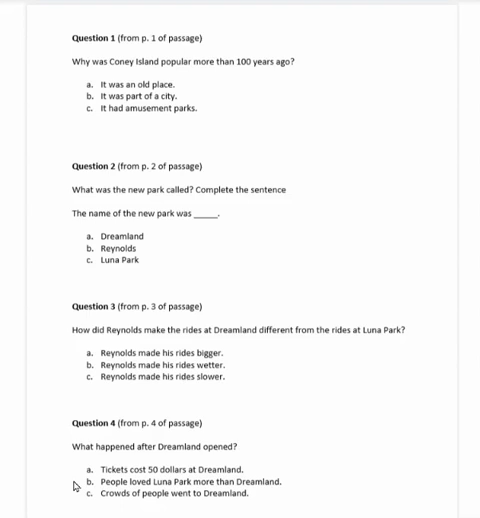 Question 1 (from p. 1 of passage)
Why was Coney Island popular more than 100 years ago?
a. It was an old place.
b. It was part of a city.
c. It had amusement parks.
Question 2 (from p. 2 of passage)
What was the new park called? Complete the sentence
The name of the new park was _____.
a. Dreamland
b. Reynolds
c. Luna Park
Question 3 (from p. 3 of passage)
How did Reynolds make the rides at Dreamland different from the rides at Luna Park?
a. Reynolds made his rides bigger.
b. Reynolds made his rides wetter.
c. Reynolds made his rides slower.
Question 4 (from p. 4 of passage)
What happened after Dreamland opened?
a. Tickets cost 50 dollars at Dreamland.
b. People loved Luna Park more than Dreamland.
c. Crowds of people went to Dreamland.